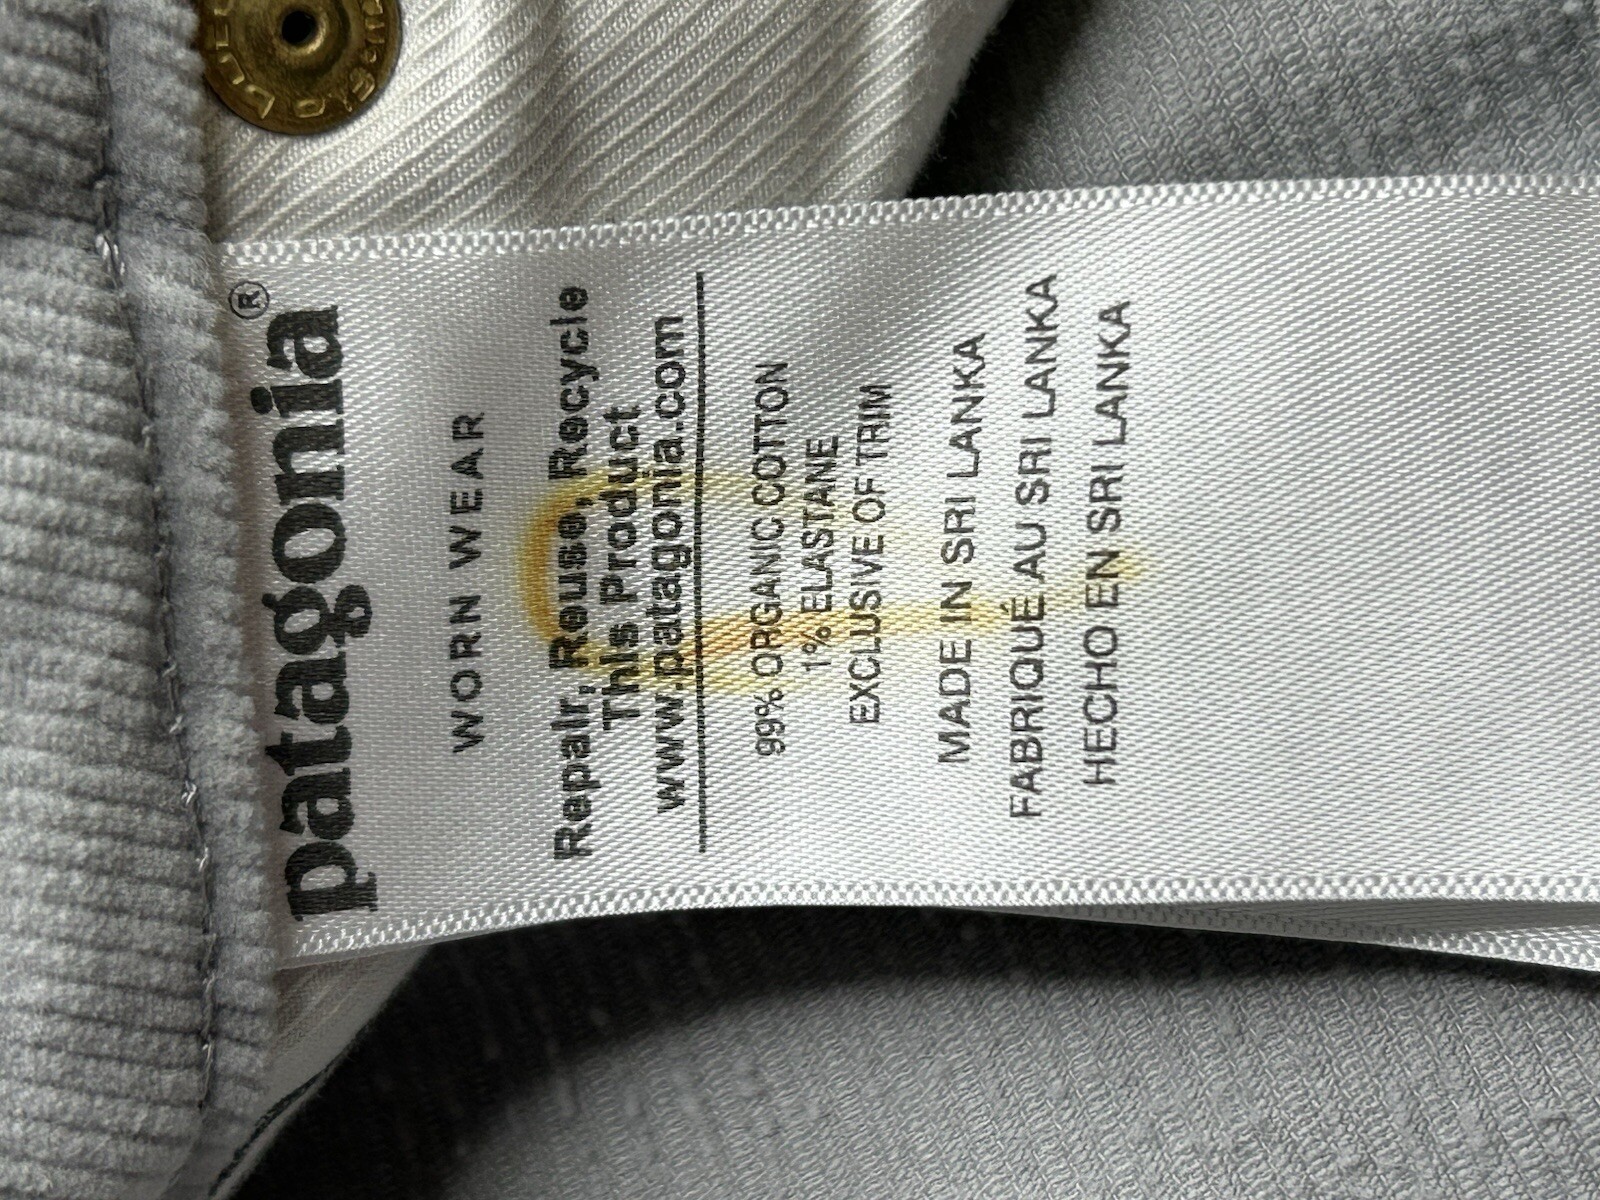 patagonia®
WORN WEAR
Repair, Reuse, Recycle
This Product
www.patagonia.com
99% ORGANIC COTTON
1% ELASTANE
EXCLUSIVE OF TRIM
MADE IN SRI LANKA
FABRIQUÉ AU SRI LANKA
HECHO EN SRI LANKA